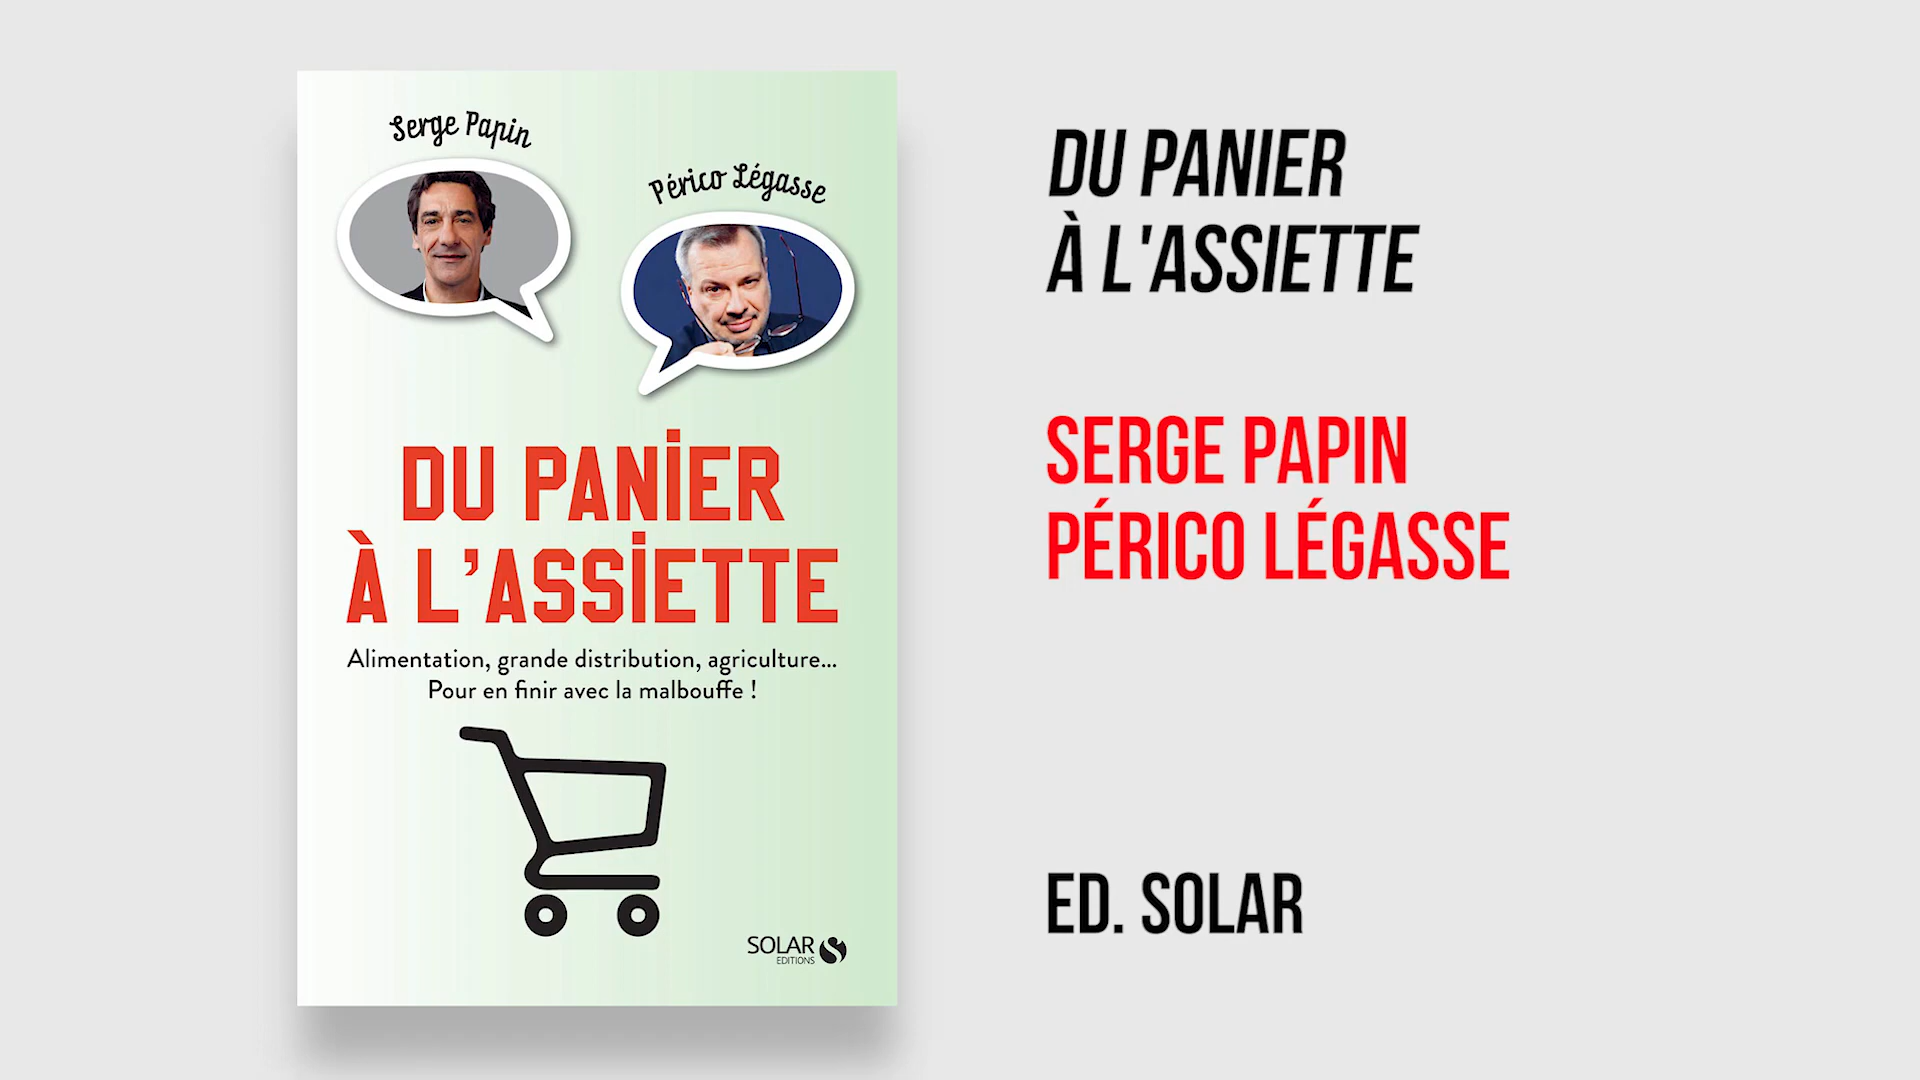 Serge Papin
Périco Légasse
DU PANIER
À L’ASSIETTE
Alimentation, grande distribution, agriculture...
Pour en finir avec la malbouffe !
SOLAR
EDITIONS
DU PANIER
À L'ASSIETTE
SERGE PAPIN
PÉRICO LÉGASSE
ED. SOLAR